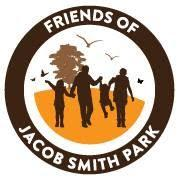 FRIENDS OF
JACOB SMITH PARK